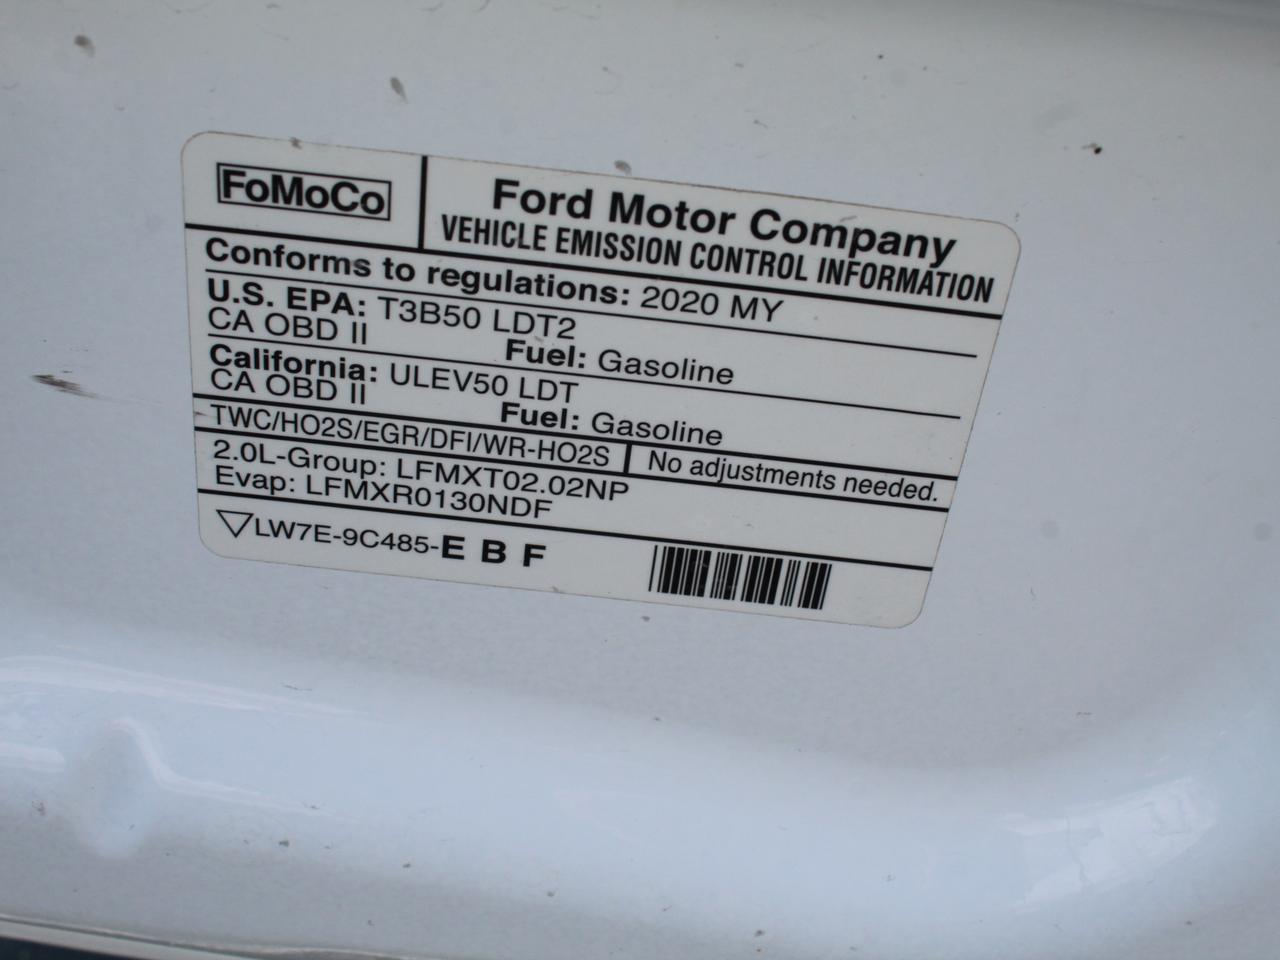 FoMoCo
Ford Motor Company
VEHICLE EMISSION CONTROL INFORMATION
Conforms to regulations: 2020 MY
U.S. EPA: T3B50 LDT2
CA OBD II Fuel: Gasoline
California: ULEV50 LDT
CA OBD II Fuel: Gasoline
TWC/HO2S/EGR/DFI/WR-HO2S No adjustments needed.
2.0L-Group: LFMXT02.02NP
Evap: LFMXR0130NDF
LW7E-9C485-E B F